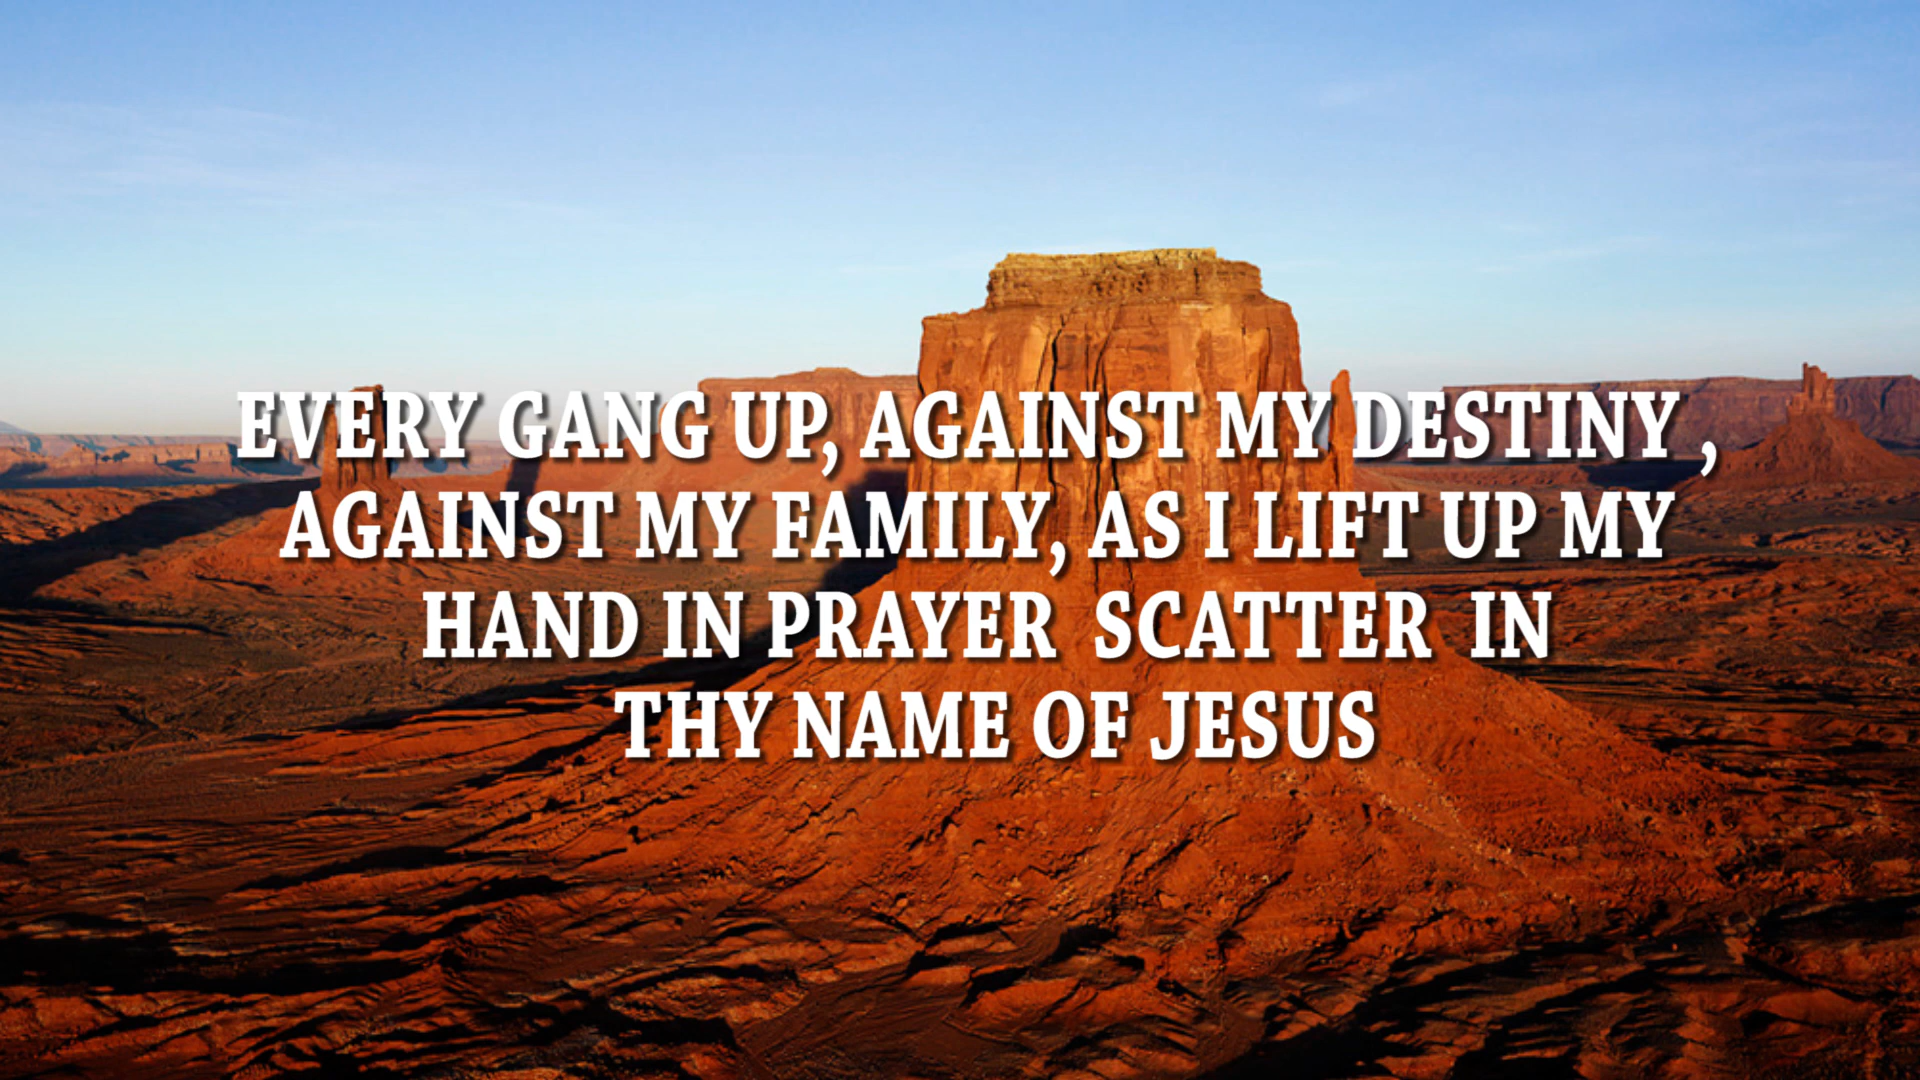 EVERY GANG UP, AGAINST MY DESTINY ,
AGAINST MY FAMILY, AS I LIFT UP MY
HAND IN PRAYER  SCATTER  IN
THY NAME OF JESUS